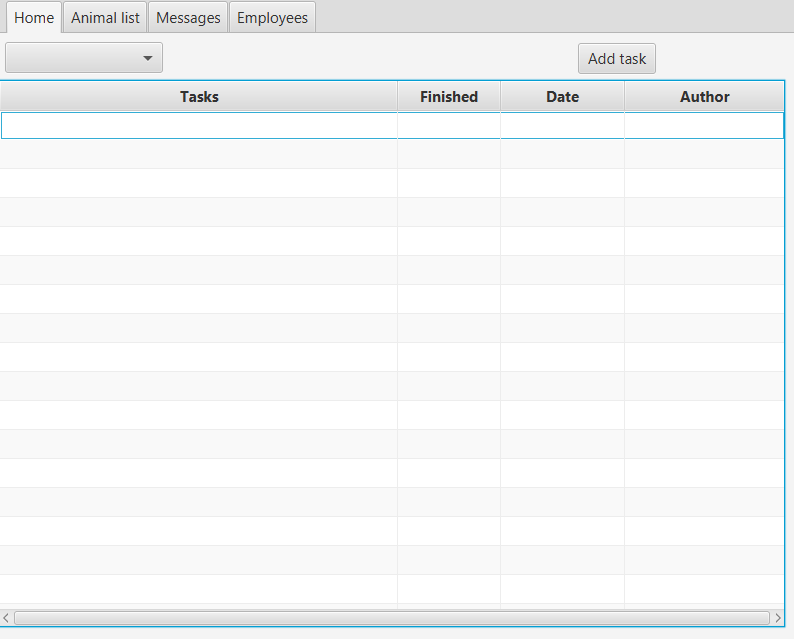 Home Animal list Messages Employees
Add task
Tasks Finished Date Author